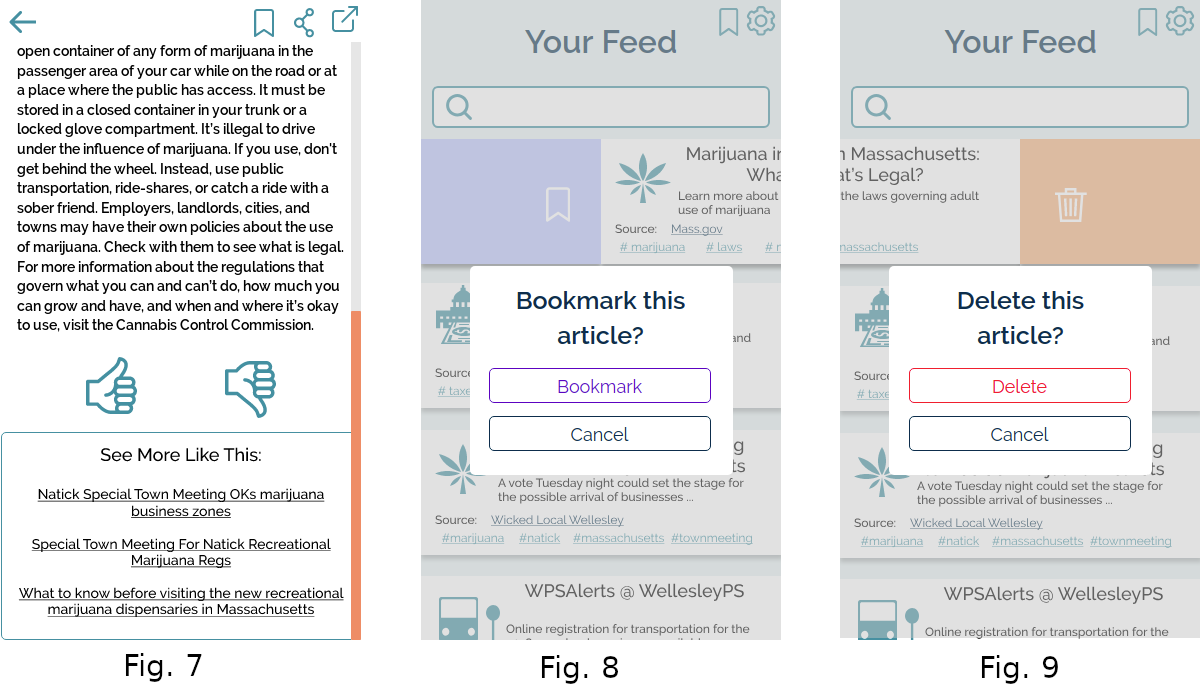 open container of any form of marijuana in the
passenger area of your car while on the road or at
a place where the public has access. It must be
stored in a closed container in your trunk or a
locked glove compartment. It's illegal to drive
under the influence of marijuana. If you use, don't
get behind the wheel. Instead, use public
transportation, ride-shares, or catch a ride with a
sober friend. Employers, landlords, cities, and
towns may have their own policies about the use
of marijuana. Check with them to see what is legal.
For more information about the regulations that
govern what you can and can't do, how much you
can grow and have, and when and where it's okay
to use, visit the Cannabis Control Commission.
See More Like This:
Natick Special Town Meeting OKs marijuana
business zones
Special Town Meeting For Natick Recreational
Marijuana Regs
What to know before visiting the new recreational
marijuana dispensaries in Massachusetts
Fig. 7
Your Feed
Marijuana in
Wha
Learn more about
use of marijuana
Source: Mass.gov
# marijuana # laws # r
Bookmark this
article?
Bookmark
Cancel
and
Source
# taxe
g
ts
A vote Tuesday night could set the stage for
the possible arrival of businesses ...
Source: Wicked Local Wellesley
#marijuana #natick #massachusetts #townmeeting
WPSAlerts @ WellesleyPS
Online registration for transportation for the
Fig. 8
Your Feed
n Massachusetts:
at's Legal?
the laws governing adult
massachusetts
Delete this
article?
Delete
Cancel
and
Source
# taxe
g
ts
A vote Tuesday night could set the stage for
the possible arrival of businesses ...
Source: Wicked Local Wellesley
#marijuana #natick #massachusetts #townmeeting
WPSAlerts @ WellesleyPS
Online registration for transportation for the
Fig. 9